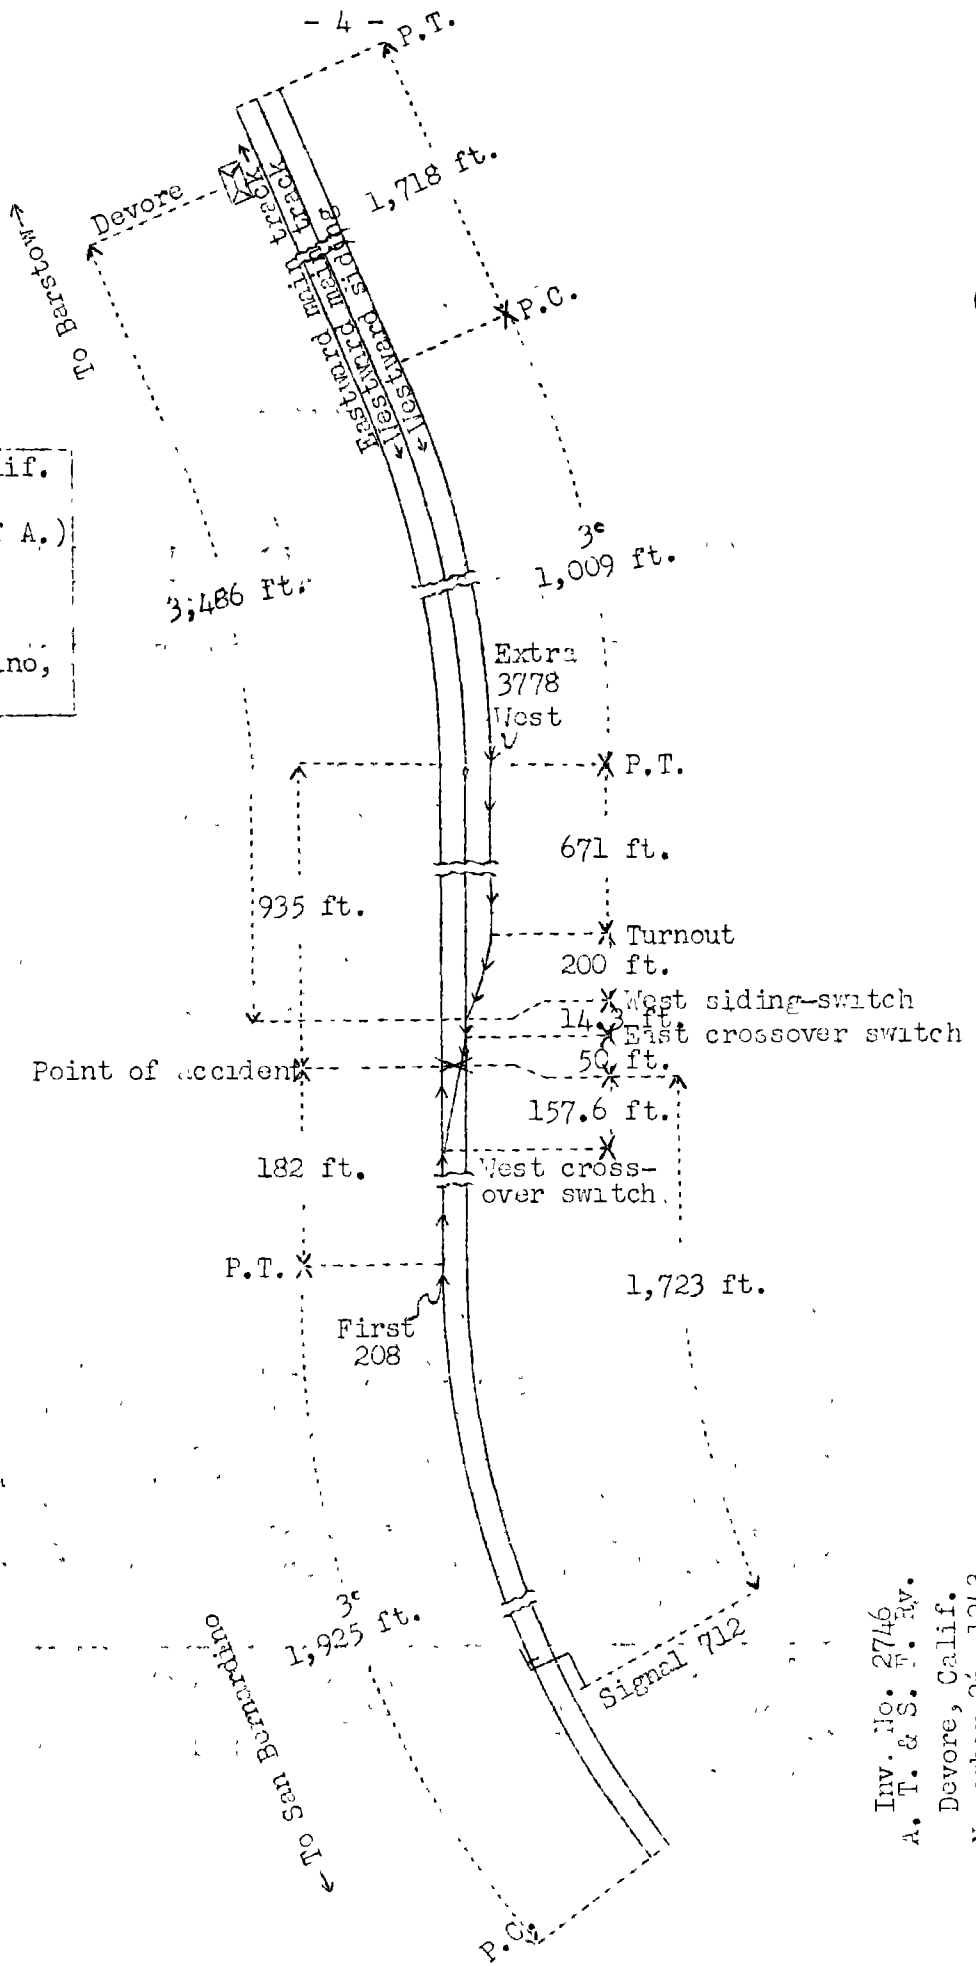 - 4 -
P.T.
1,718 ft.
Devore
To Barstow
Eastward main track
Westward main track
Westward siding
P.C.
lif.
A.)
no,
3°
1,009 ft.
3,486 ft.
Extra
3778
West
P.T.
671 ft.
935 ft.
Turnout
200 ft.
West siding-switch
14.3 ft.
East crossover switch
Point of accident
50 ft.
157.6 ft.
182 ft.
West cross-
over switch
P.T.
1,723 ft.
First
208
3°
1,925 ft.
To San Bernardino
Signal 712
P.C.
Inv. No. 2746
A. T. & S. F. Ry.
Devore, Calif.